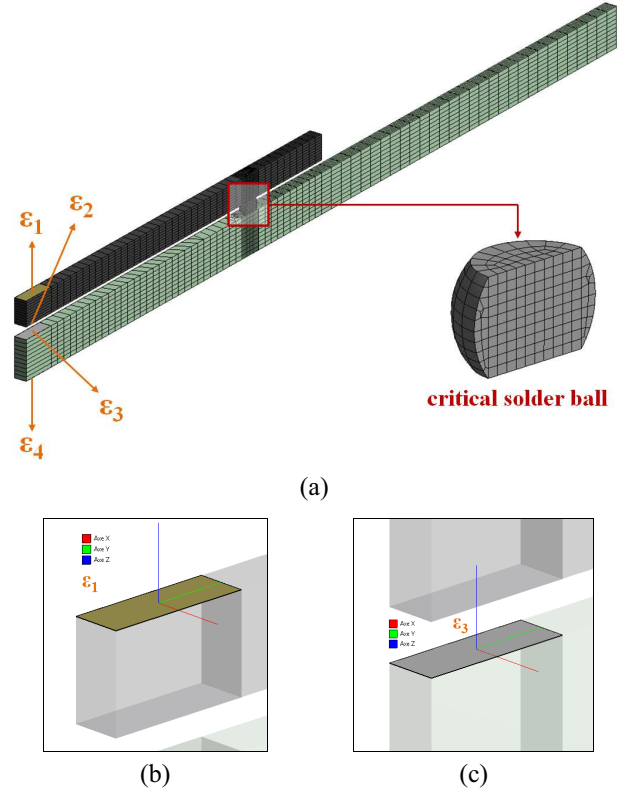 ε1
ε2
ε3
ε4
critical solder ball
(a)
Axe X
Axe Y
Axe Z
ε1
(b)
Axe X
Axe Y
Axe Z
ε3
(c)